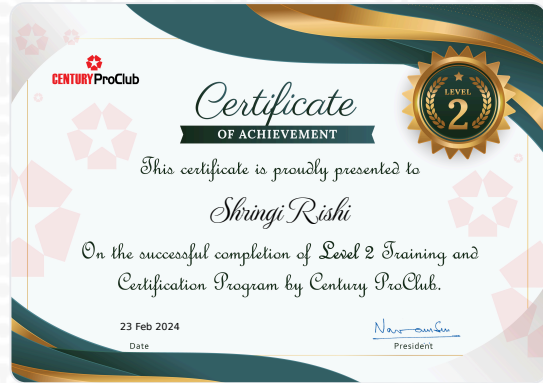 CENTURY ProClub
Certificate
OF ACHIEVEMENT
LEVEL
2
This certificate is proudly presented to
Shringi Rishi
On the successful completion of Level 2 Training and
Certification Program by Century ProClub.
23 Feb 2024
Date
President